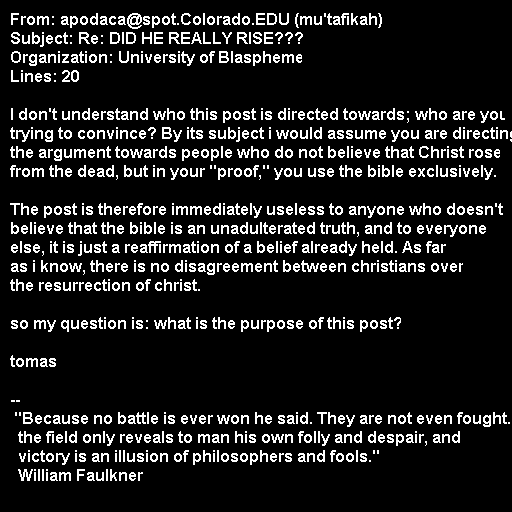 From: apodaca@spot.Colorado.EDU (mu'tafikah)
Subject: Re: DID HE REALLY RISE???
Organization: University of Blaspheme
Lines: 20

I don't understand who this post is directed towards; who are you
trying to convince? By its subject i would assume you are directing
the argument towards people who do not believe that Christ rose
from the dead, but in your "proof," you use the bible exclusively.

The post is therefore immediately useless to anyone who doesn't
believe that the bible is an unadulterated truth, and to everyone
else, it is just a reaffirmation of a belief already held. As far
as i know, there is no disagreement between christians over
the resurrection of christ.

so my question is: what is the purpose of this post?

tomas

--
"Because no battle is ever won he said. They are not even fought.
the field only reveals to man his own folly and despair, and
victory is an illusion of philosophers and fools."
William Faulkner